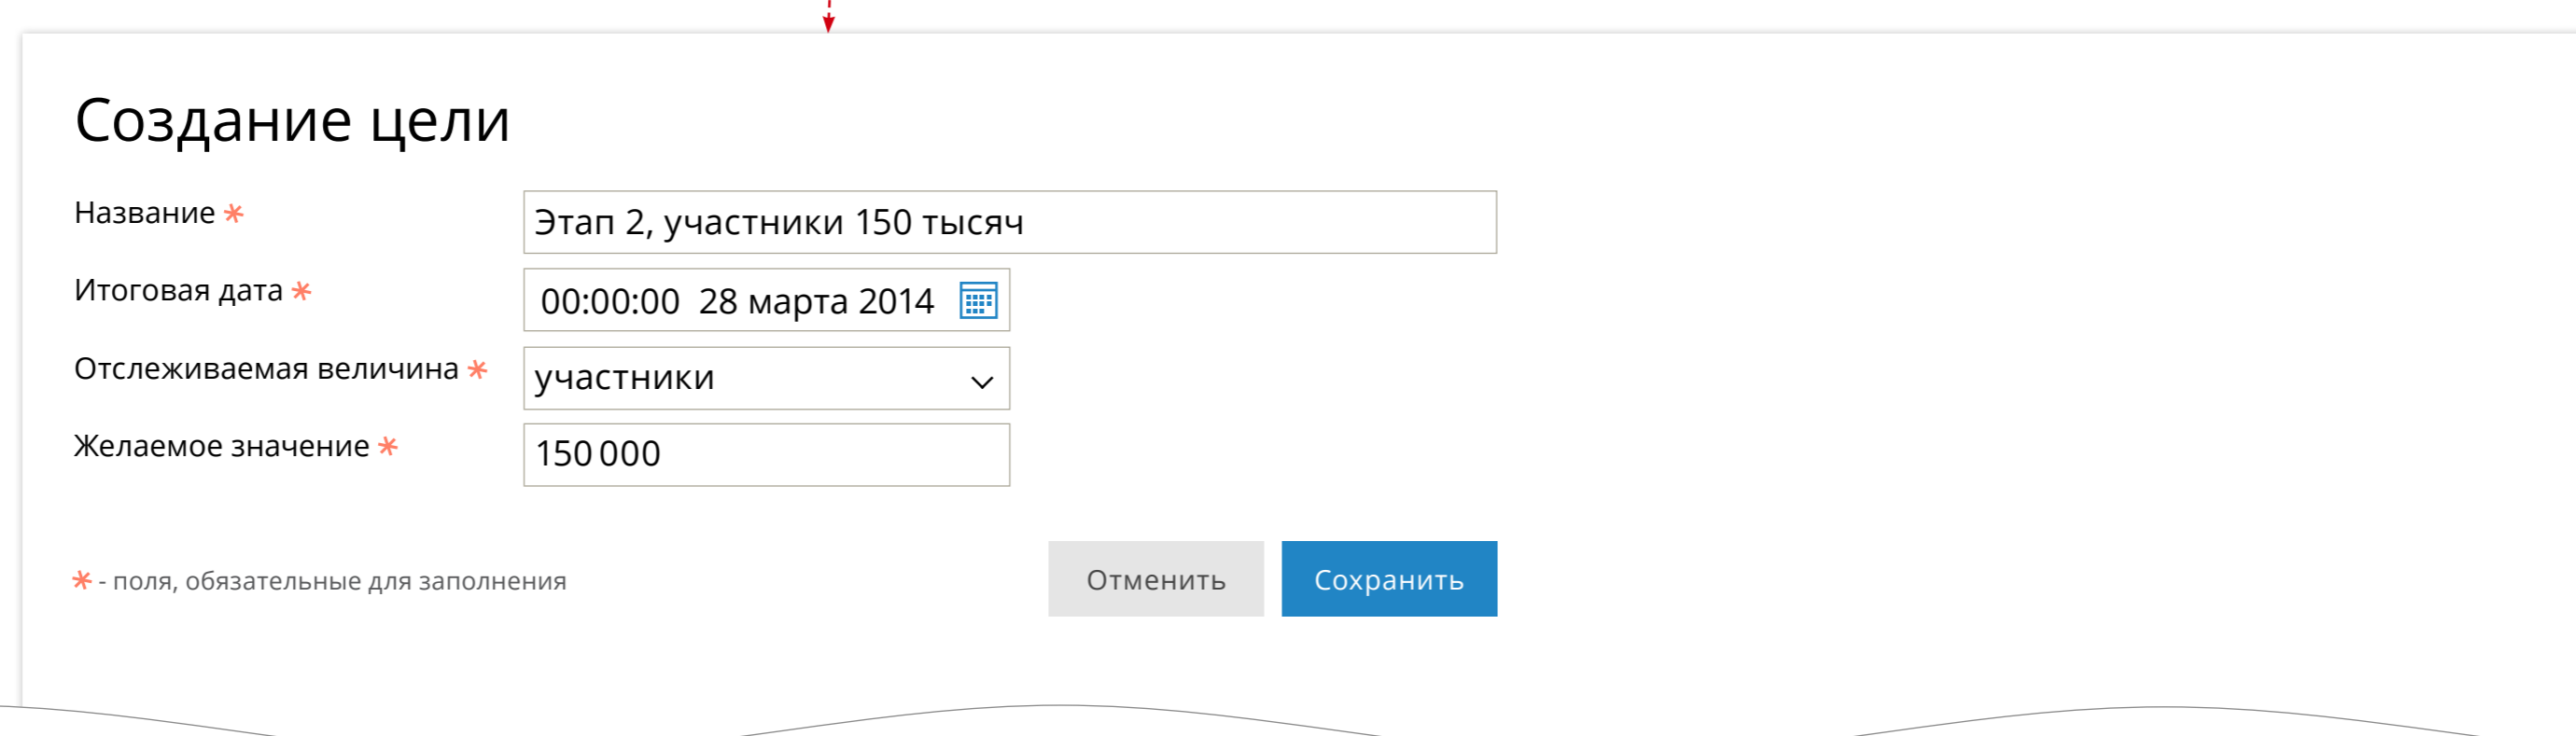 Создание цели
Название * Этап 2, участники 150 тысяч
Итоговая дата * 00:00:00 28 марта 2014
Отслеживаемая величина * участники
Желаемое значение * 150 000
* - поля, обязательные для заполнения Отменить Сохранить